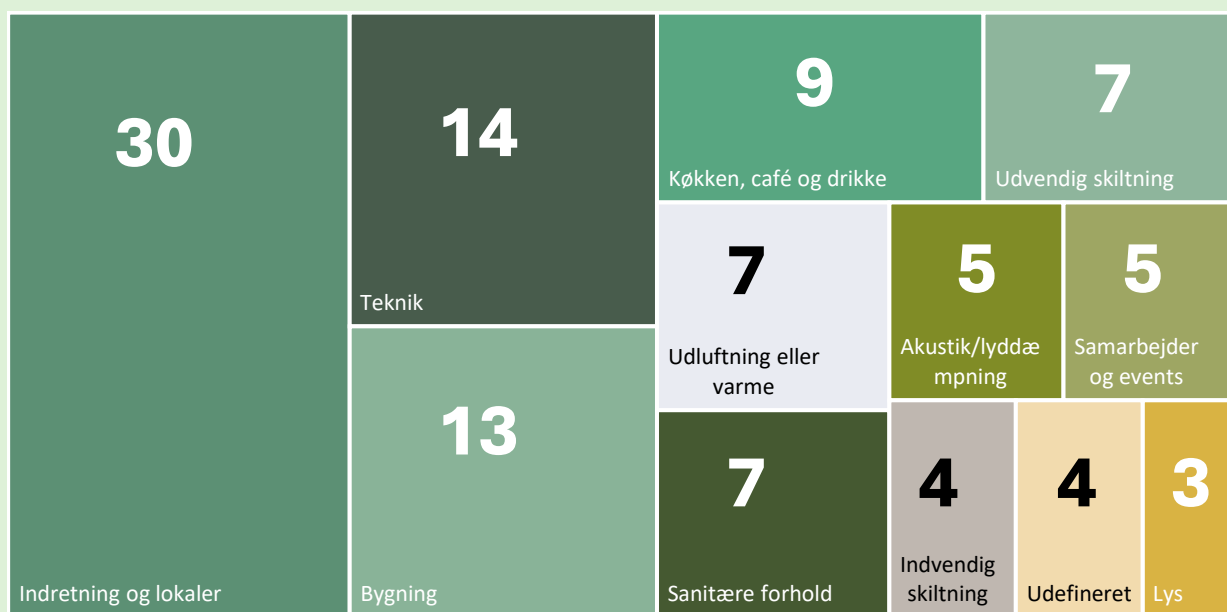 30
Indretning og lokaler
14
Teknik
13
Bygning
9
Køkken, café og drikke
7
Udvendig skiltning
7
Udluftning eller
varme
5
Akustik/lyddæ
mpning
5
Samarbejder
og events
7
Sanitære forhold
4
Indvendig
skiltning
4
Udefineret
3
Lys